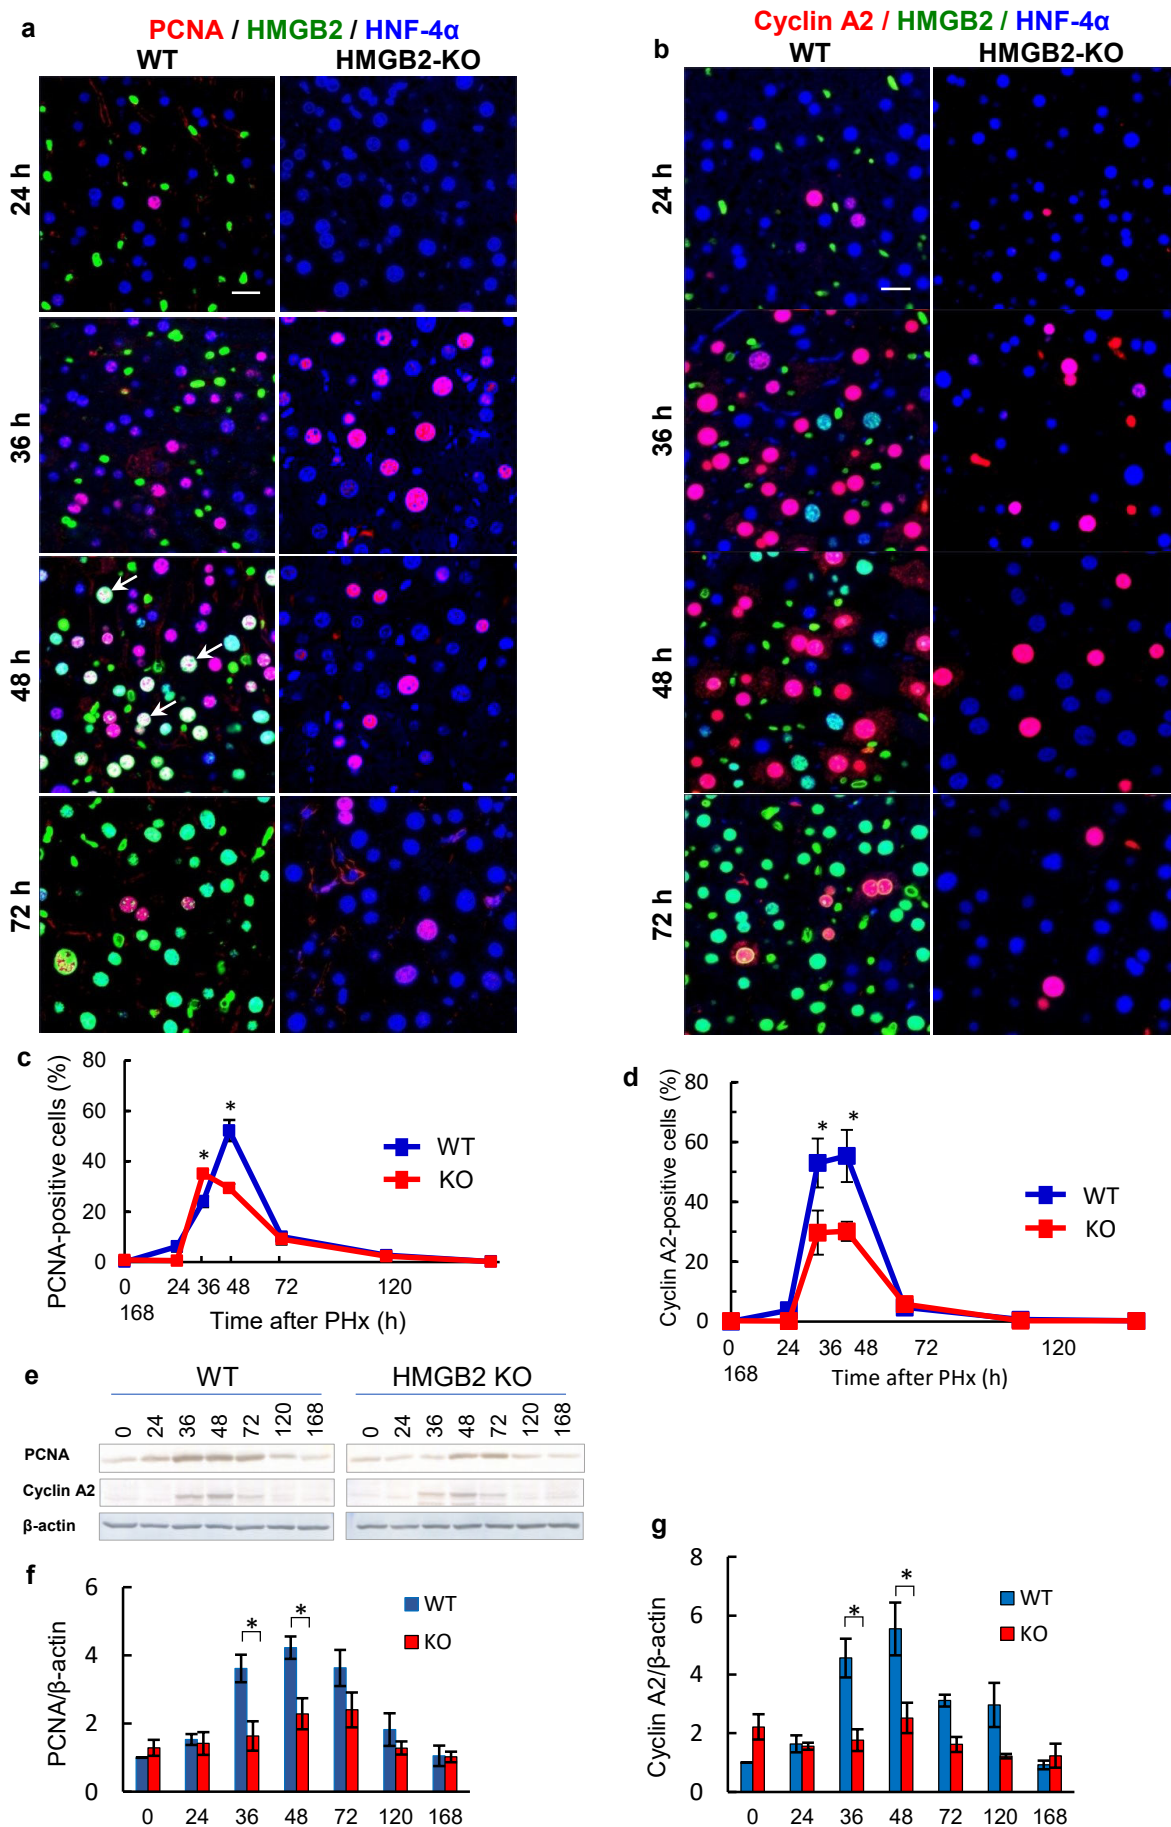 a
PCNA / HMGB2 / HNF-4α
WT HMGB2-KO
24 h
36 h
48 h
72 h
b
Cyclin A2 / HMGB2 / HNF-4α
WT HMGB2-KO
24 h
36 h
48 h
72 h
c
PCNA-positive cells (%)
80
60
40
20
0
*
*
WT
KO
0 24 36 48 72 120
168
Time after PHx (h)
d
Cyclin A2-positive cells (%)
80
60
40
20
0
*
*
WT
KO
0 24 36 48 72 120
168
Time after PHx (h)
e
WT HMGB2 KO
0 24 36 48 72 120 168 0 24 36 48 72 120 168
PCNA
Cyclin A2
β-actin
f
PCNA/β-actin
6
4
2
0
*
*
WT
KO
0 24 36 48 72 120 168
g
Cyclin A2/β-actin
8
6
4
2
0
*
*
WT
KO
0 24 36 48 72 120 168